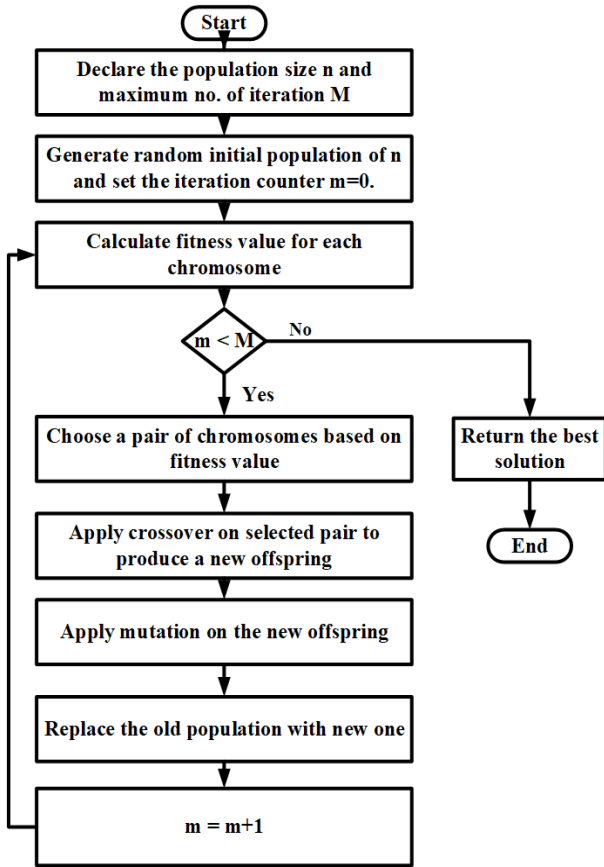 Start
Declare the population size n and
maximum no. of iteration M
Generate random initial population of n
and set the iteration counter m=0.
Calculate fitness value for each
chromosome
m < M
No
Yes
Choose a pair of chromosomes based on
fitness value
Return the best
solution
Apply crossover on selected pair to
produce a new offspring
End
Apply mutation on the new offspring
Replace the old population with new one
m = m+1